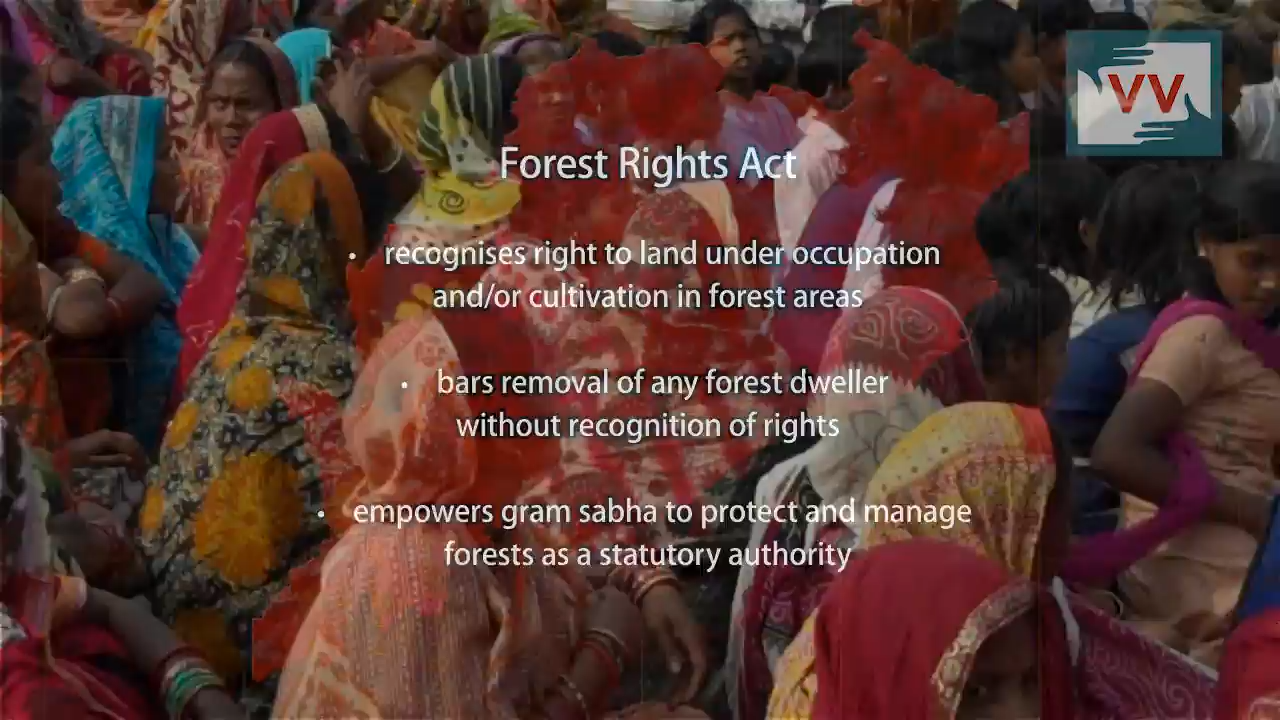 VV
Forest Rights Act
• recognises right to land under occupation
and/or cultivation in forest areas
• bars removal of any forest dweller
without recognition of rights
• empowers gram sabha to protect and manage
forests as a statutory authority